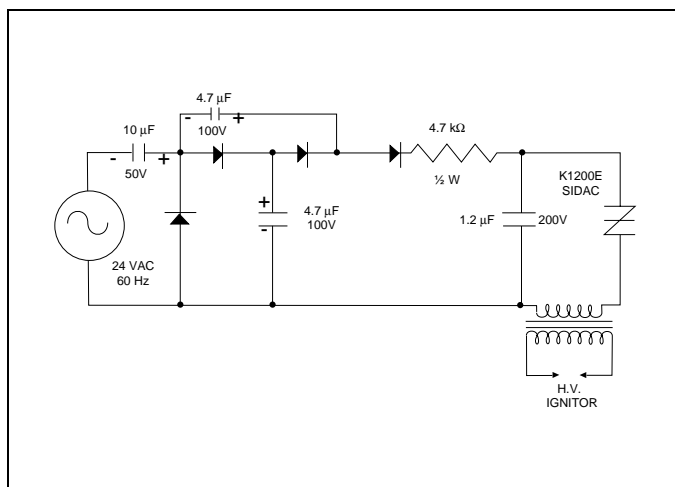 4.7 μF
- +
100V
10 μF
- +
50V
4.7 kΩ
½ W
K1200E
SIDAC
+
4.7 μF
100V
-
1.2 μF
200V
24 VAC
60 Hz
H.V.
IGNITOR